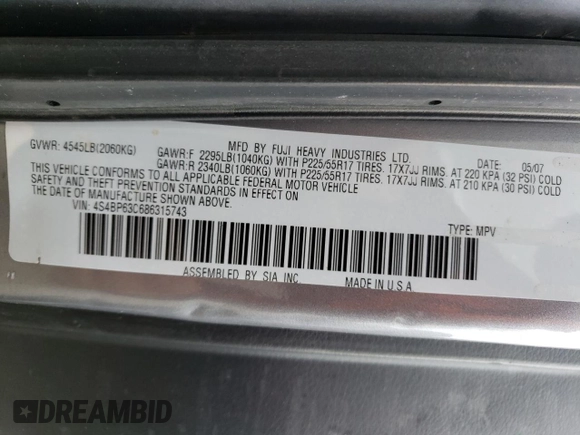 MFD BY FUJI HEAVY INDUSTRIES LTD. DATE: 05/07
GVWR: 4545LB(2060KG) GAWR:F 2295LB(1040KG) WITH P225/55R17 TIRES. 17X7JJ RIMS. AT 220 KPA (32 PSI) COLD
GAWR:R 2340LB(1060KG) WITH P225/55R17 TIRES. 17X7JJ RIMS. AT 210 KPA (30 PSI) COLD
THIS VEHICLE CONFORMS TO ALL APPLICABLE FEDERAL MOTOR VEHICLE
SAFETY AND THEFT PREVENTION STANDARDS IN EFFECT ON
THE DATE OF MANUFACTURE SHOWN ABOVE.
VIN 4S4BP83C686315743 TYPE: MPV
1
ASSEMBLED BY SIA INC. MADE IN U.S.A.
DREAMBID